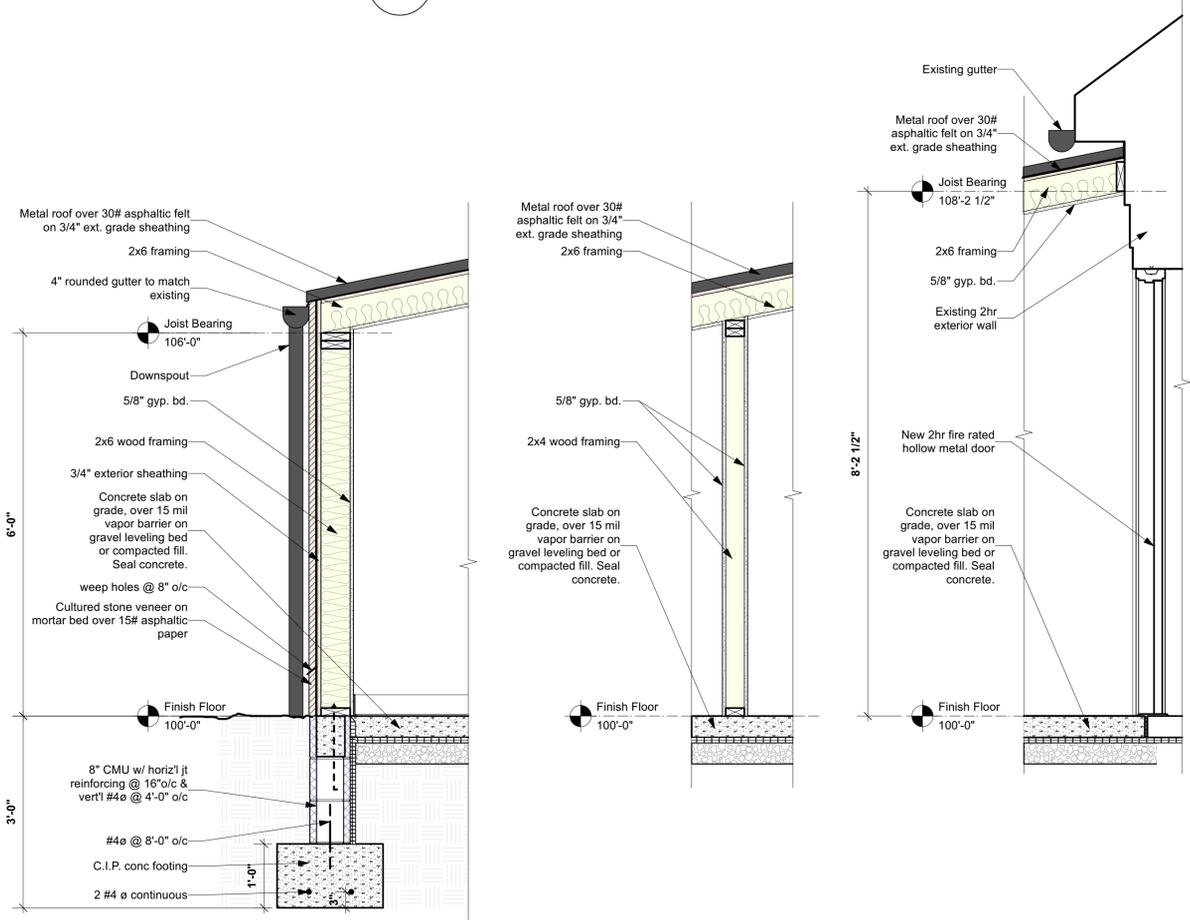 Metal roof over 30# asphaltic felt
on 3/4" ext. grade sheathing
2x6 framing
4" rounded gutter to match
existing
Joist Bearing
106'-0"
Downspout
5/8" gyp. bd.
2x6 wood framing
3/4" exterior sheathing
Concrete slab on
grade, over 15 mil
vapor barrier on
gravel leveling bed
or compacted fill.
Seal concrete.
weep holes @ 8" o/c
Cultured stone veneer on
mortar bed over 15# asphaltic
paper
6'-0"
Finish Floor
100'-0"
8" CMU w/ horiz'l jt
reinforcing @ 16"o/c &
vert'l #4ø @ 4'-0" o/c
#4ø @ 8'-0" o/c
C.I.P. conc footing
2 #4 ø continuous
3'-0"
1'-0"
3"
Metal roof over 30#
asphaltic felt on 3/4"
ext. grade sheathing
2x6 framing
5/8" gyp. bd.
2x4 wood framing
Concrete slab on
grade, over 15 mil
vapor barrier on
gravel leveling bed or
compacted fill. Seal
concrete.
Finish Floor
100'-0"
Existing gutter
Metal roof over 30#
asphaltic felt on 3/4"
ext. grade sheathing
Joist Bearing
108'-2 1/2"
2x6 framing
5/8" gyp. bd.
Existing 2hr
exterior wall
New 2hr fire rated
hollow metal door
8'-2 1/2"
Concrete slab on
grade, over 15 mil
vapor barrier on
gravel leveling bed or
compacted fill. Seal
concrete.
Finish Floor
100'-0"